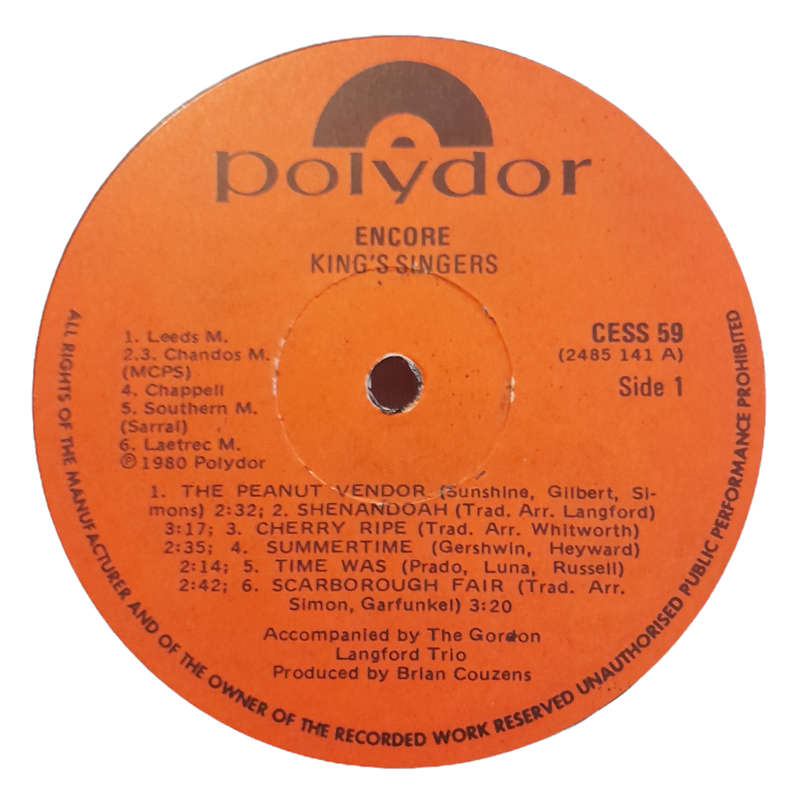 polydor
ENCORE
KING'S SINGERS
1. Leeds M.
2.3. Chandos M.
(MCPS)
4. Chappell
5. Southern M.
(Sarral)
6. Laetrec M.
℗ 1980 Polydor
CESS 59
(2485 141 A)
Side 1
1. THE PEANUT VENDOR (Sunshine, Gilbert, Si-
mons) 2:32; 2. SHENANDOAH (Trad. Arr. Langford)
3:17; 3. CHERRY RIPE (Trad. Arr. Whitworth)
2:35; 4. SUMMERTIME (Gershwin, Heyward)
2:14; 5. TIME WAS (Prado, Luna, Russell)
2:42; 6. SCARBOROUGH FAIR (Trad. Arr.
Simon, Garfunkel) 3:20
Accompanied by The Gordon
Langford Trio
Produced by Brian Couzens
ALL RIGHTS OF THE MANUFACTURER AND OF THE OWNER OF THE RECORDED WORK RESERVED UNAUTHORISED PUBLIC PERFORMANCE PROHIBITED